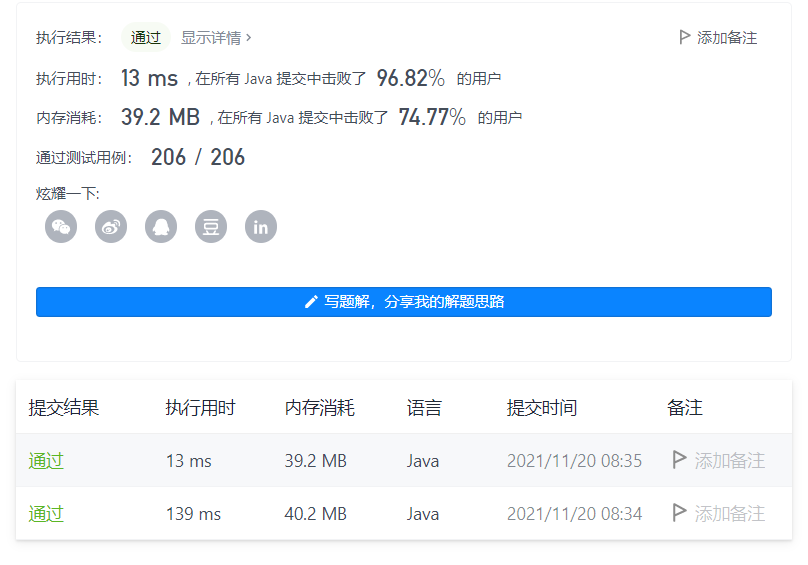 执行结果： 通过 显示详情 › 添加备注
执行用时： 13 ms , 在所有 Java 提交中击败了 96.82% 的用户
内存消耗： 39.2 MB , 在所有 Java 提交中击败了 74.77% 的用户
通过测试用例： 206 / 206
炫耀一下:
豆 in
写题解，分享我的解题思路
提交结果 执行用时 内存消耗 语言 提交时间 备注
通过 13 ms 39.2 MB Java 2021/11/20 08:35 添加备注
通过 139 ms 40.2 MB Java 2021/11/20 08:34 添加备注